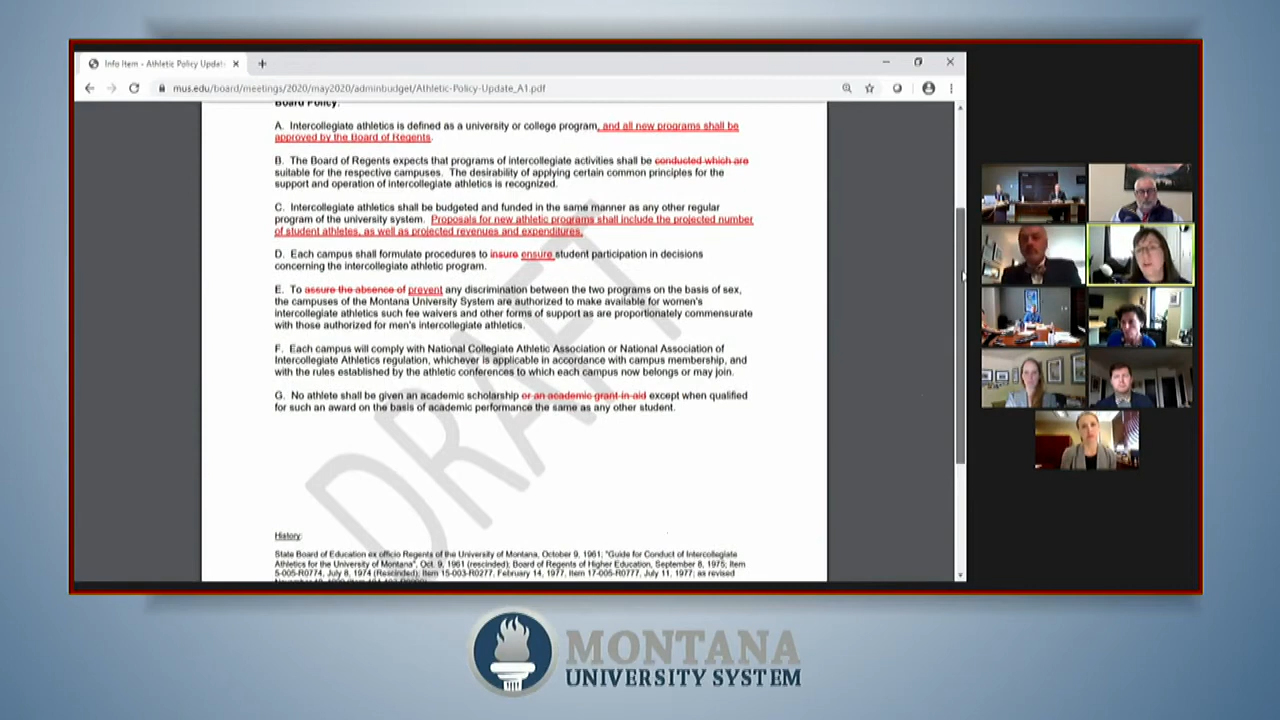 Info Item - Athletic Policy Updat
mus.edu/board/meetings/2020/may2020/adminbudget/Athletic-Policy-Update_A1.pdf
Board Policy:
A. Intercollegiate athletics is defined as a university or college program, and all new programs shall be
approved by the Board of Regents.
B. The Board of Regents expects that programs of intercollegiate activities shall be conducted which are
suitable for the respective campuses. The desirability of applying certain common principles for the
support and operation of intercollegiate athletics is recognized.
C. Intercollegiate athletics shall be budgeted and funded in the same manner as any other regular
program of the university system. Proposals for new athletic programs shall include the projected number
of student athletes, as well as projected revenues and expenditures.
D. Each campus shall formulate procedures to insure ensure student participation in decisions
concerning the intercollegiate athletic program.
E. To assure the absence of prevent any discrimination between the two programs on the basis of sex,
the campuses of the Montana University System are authorized to make available for women's
intercollegiate athletics such fee waivers and other forms of support as are proportionately commensurate
with those authorized for men's intercollegiate athletics.
F. Each campus will comply with National Collegiate Athletic Association or National Association of
Intercollegiate Athletics regulation, whichever is applicable in accordance with campus membership, and
with the rules established by the athletic conferences to which each campus now belongs or may join.
G. No athlete shall be given an academic scholarship or an academic grant-in-aid except when qualified
for such an award on the basis of academic performance the same as any other student.
DRAFT
History:
State Board of Education ex officio Regents of the University of Montana, October 9, 1961; "Guide for Conduct of Intercollegiate
Athletics for the University of Montana", Oct. 9, 1961 (rescinded); Board of Regents of Higher Education, September 8, 1975; Item
5-005-R0774, July 8, 1974 (Rescinded); Item 15-003-R0277, February 14, 1977, Item 17-005-R0777, July 11, 1977; as revised
MONTANA
UNIVERSITY SYSTEM